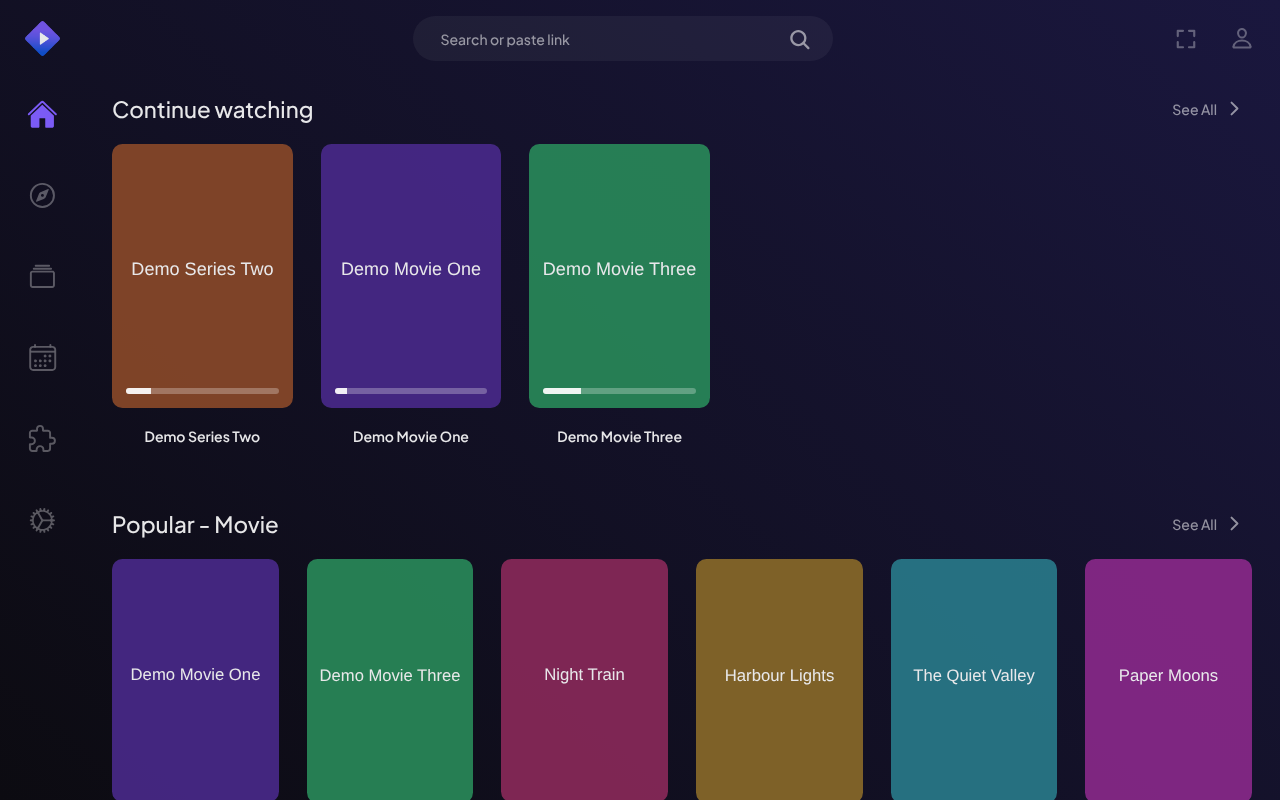 Search or paste link
Continue watching
See All
Demo Series Two
Demo Movie One
Demo Movie Three
Demo Series Two
Demo Movie One
Demo Movie Three
Popular - Movie
See All
Demo Movie One
Demo Movie Three
Night Train
Harbour Lights
The Quiet Valley
Paper Moons